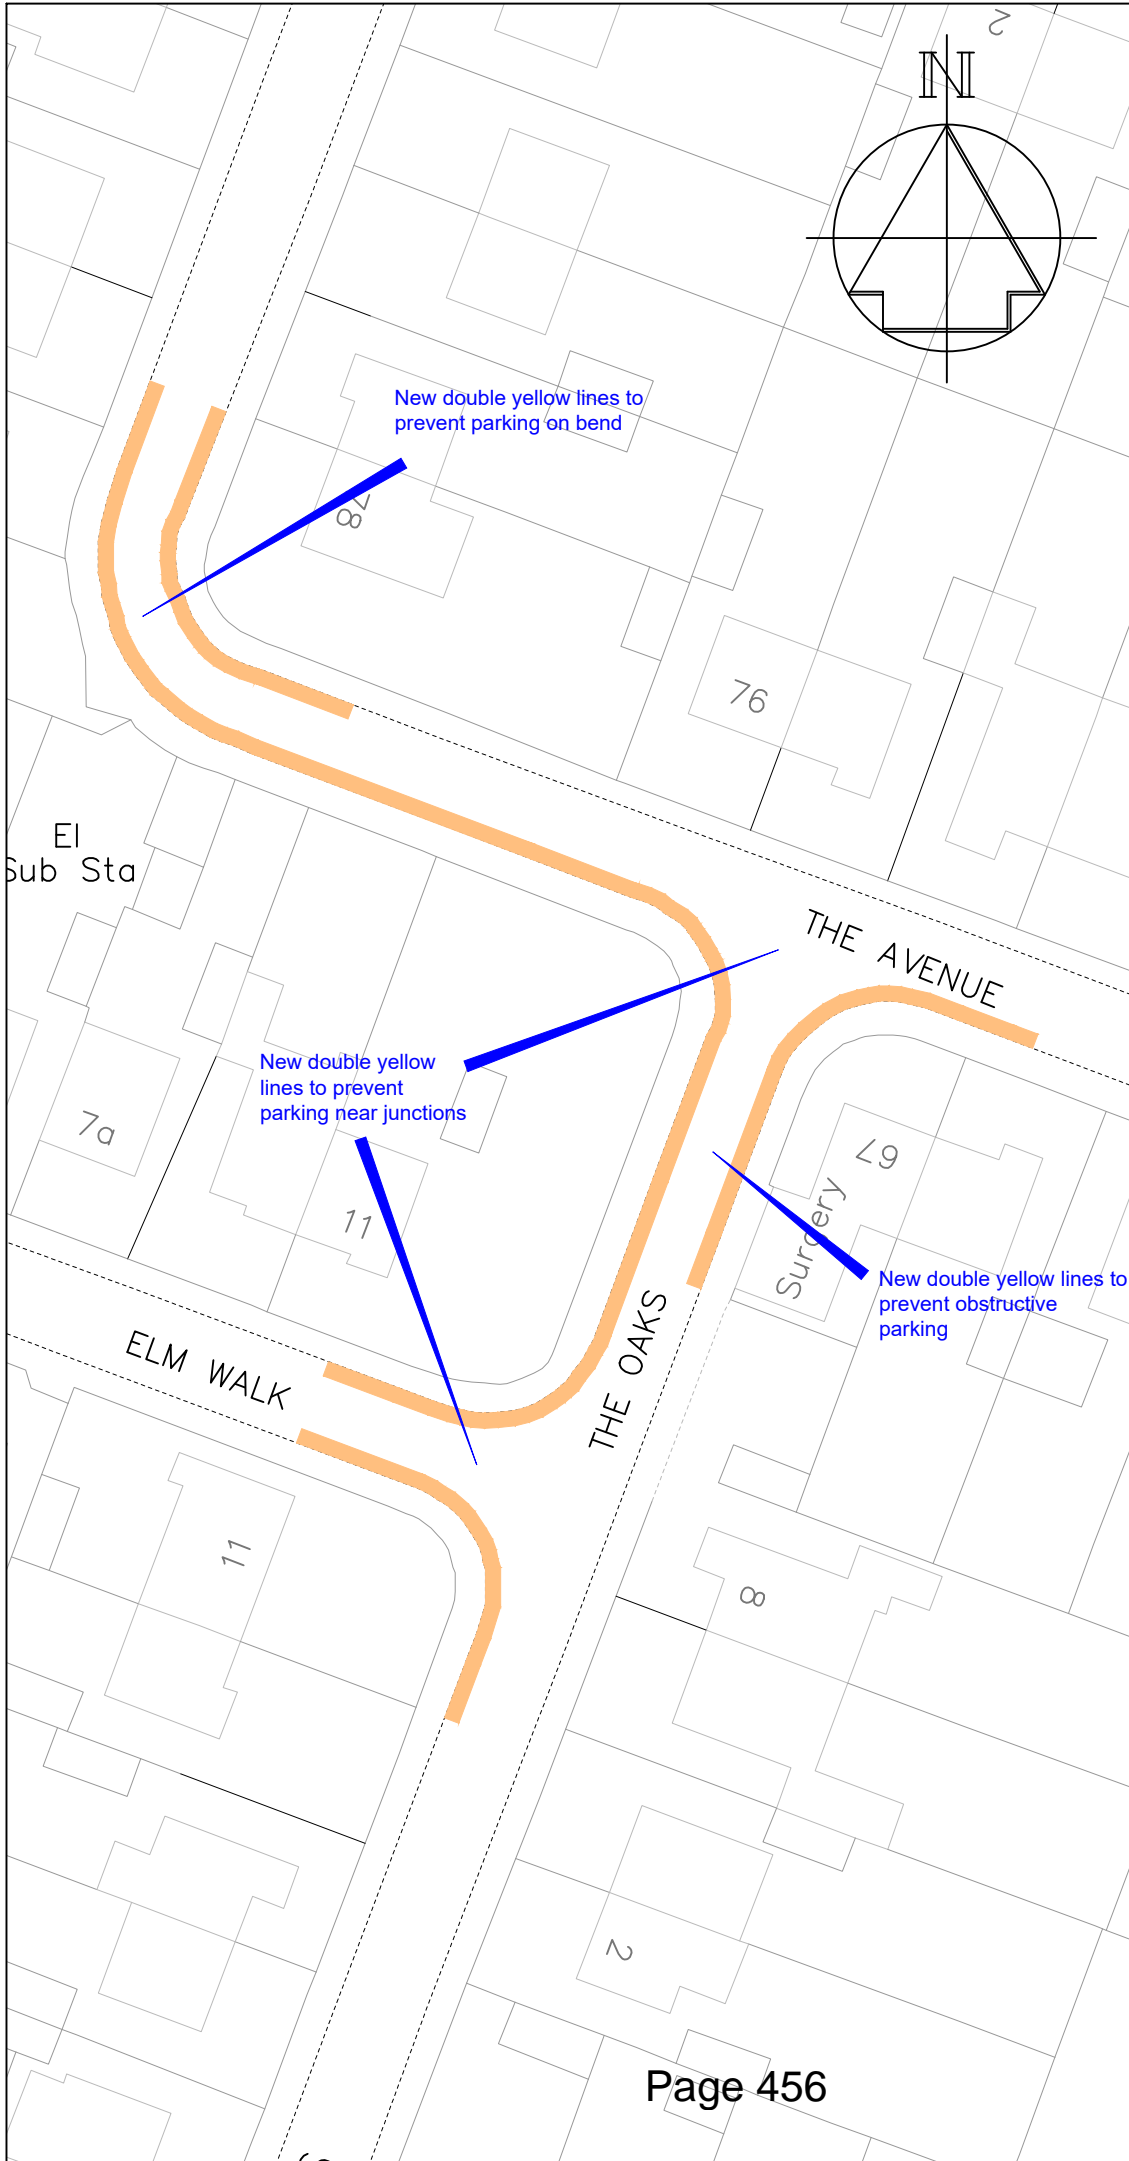 2
N
New double yellow lines to
prevent parking on bend
78
76
El
Sub Sta
THE AVENUE
New double yellow
lines to prevent
parking near junctions
7a
67
Surgery
11
New double yellow lines to
prevent obstructive
parking
THE OAKS
ELM WALK
11
8
2
Page 456